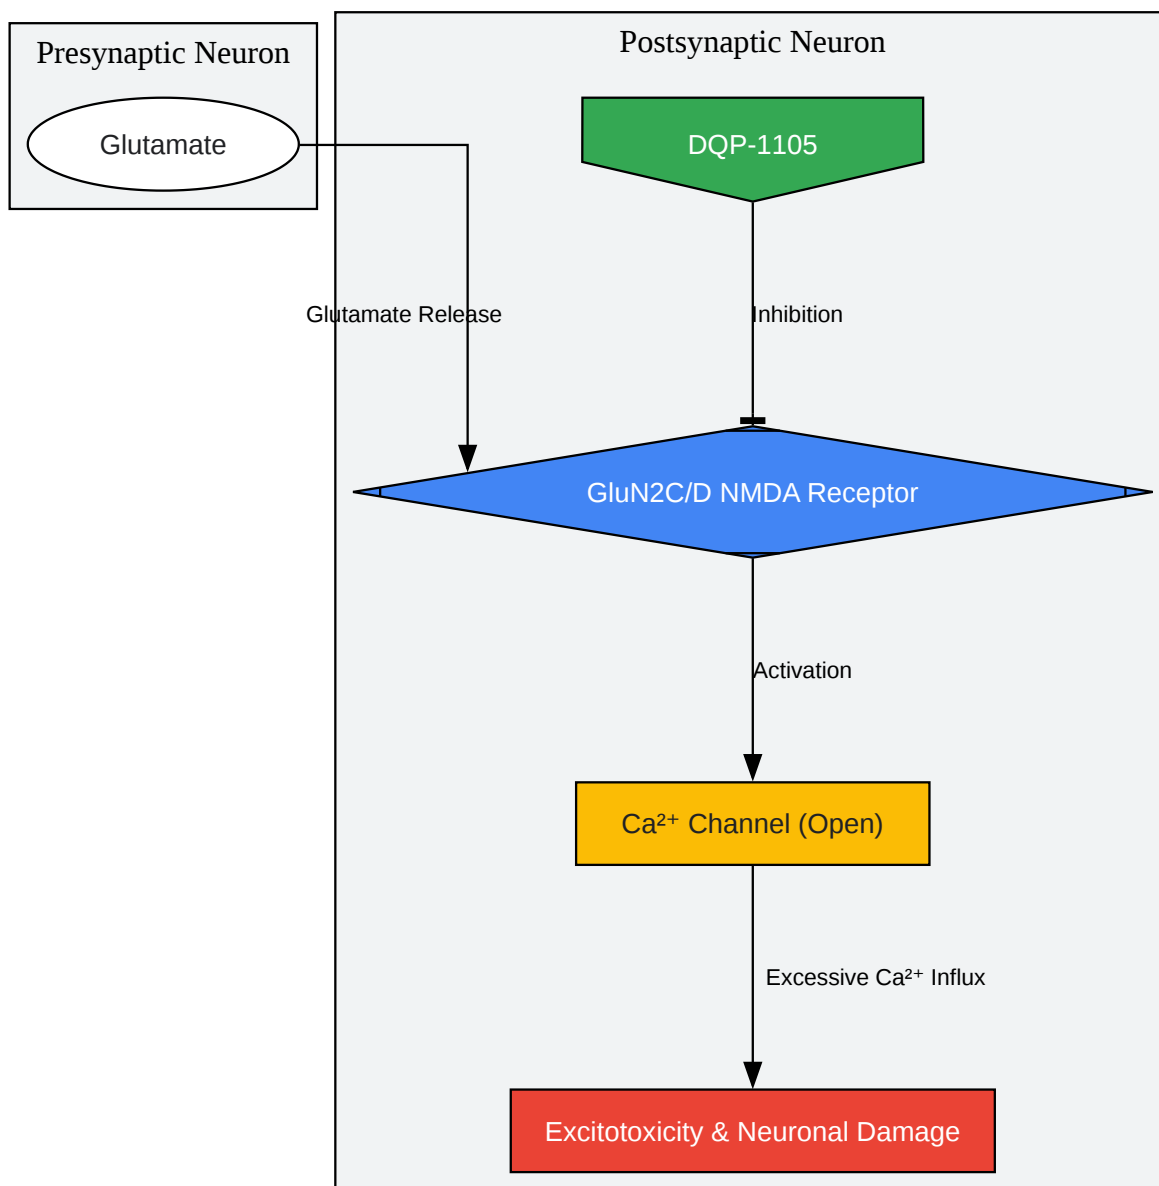 Presynaptic Neuron
Glutamate
Postsynaptic Neuron
DQP-1105
Glutamate Release
Inhibition
GluN2C/D NMDA Receptor
Activation
Ca²⁺ Channel (Open)
Excessive Ca²⁺ Influx
Excitotoxicity & Neuronal Damage